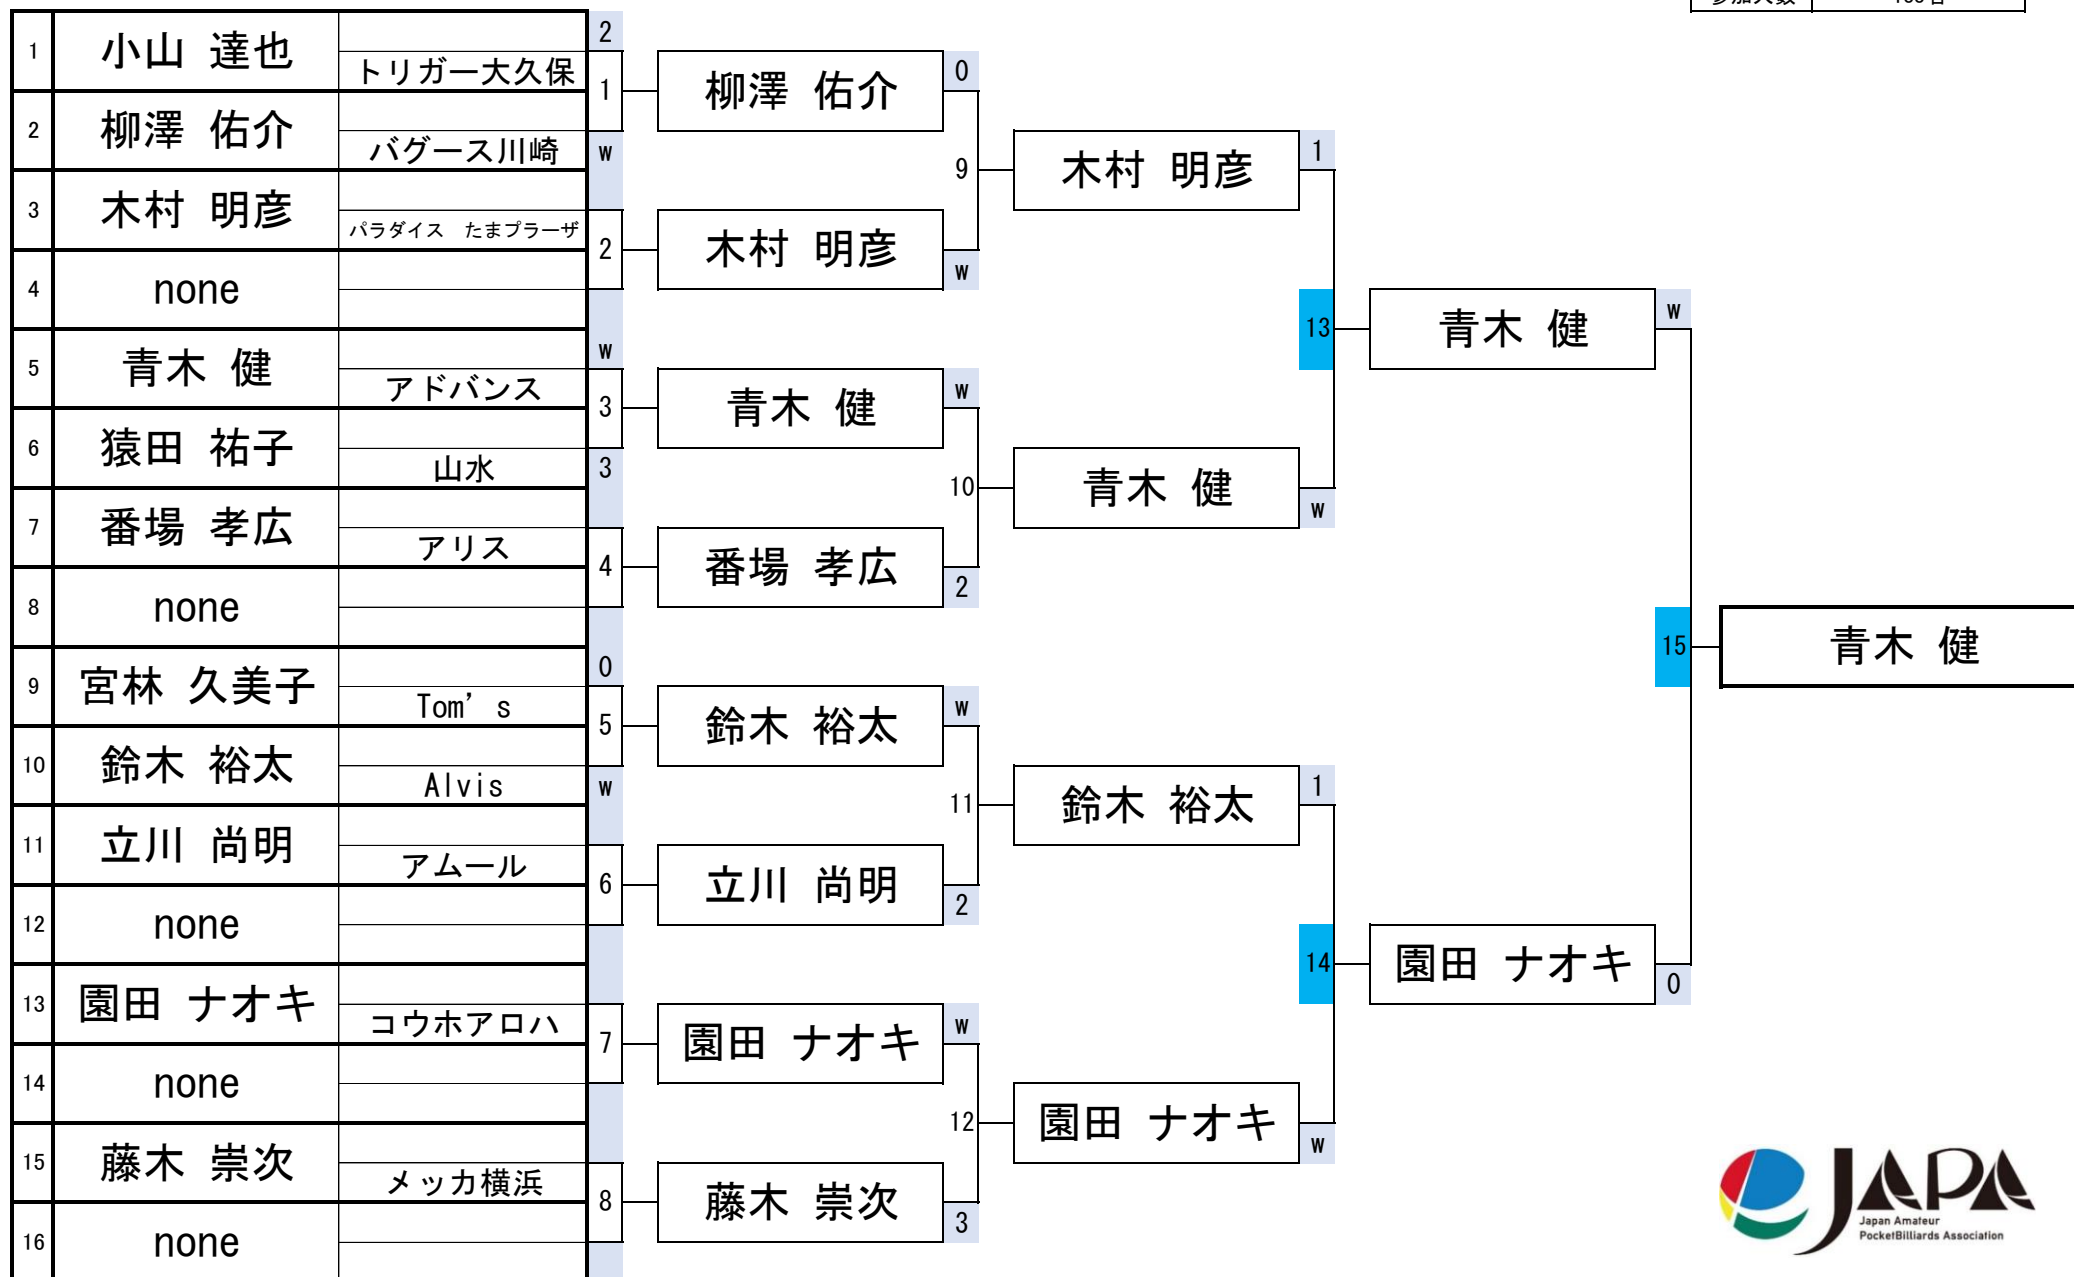 1 小山 達也 2
トリガー大久保
1 柳澤 佑介 0
2 柳澤 佑介
バグース川崎 W
9 木村 明彦 1
3 木村 明彦
パラダイス たまプラーザ
2 木村 明彦 W
4 none
13 青木 健 W
5 青木 健 W
アドバンス
3 青木 健 W
6 猿田 祐子
山水 3
10 青木 健 W
7 番場 孝広
アリス
4 番場 孝広 2
8 none
15 青木 健
9 宮林 久美子 0
Tom’s
5 鈴木 裕太 W
10 鈴木 裕太
Alvis W
11 鈴木 裕太 1
11 立川 尚明
アムール
6 立川 尚明 2
12 none
14 園田 ナオキ 0
13 園田 ナオキ
コウホアロハ
7 園田 ナオキ W
14 none
12 園田 ナオキ W
15 藤木 崇次
メッカ横浜
8 藤木 崇次 3
16 none
JAPA
Japan Amateur
PocketBilliards Association